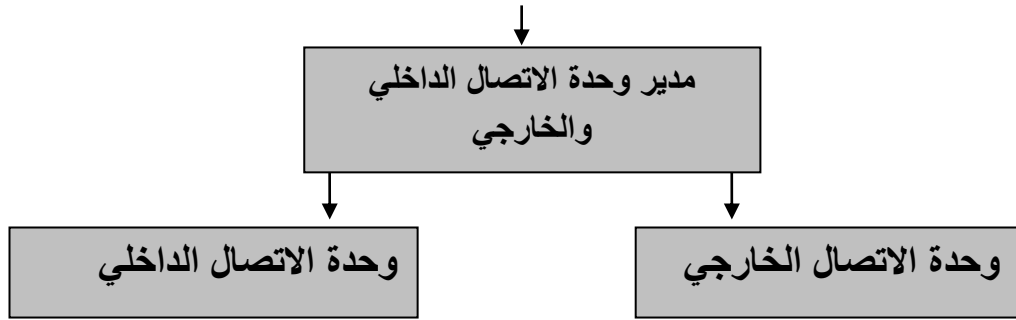 مدير وحدة الاتصال الداخلي
والخارجي
وحدة الاتصال الخارجي
وحدة الاتصال الداخلي